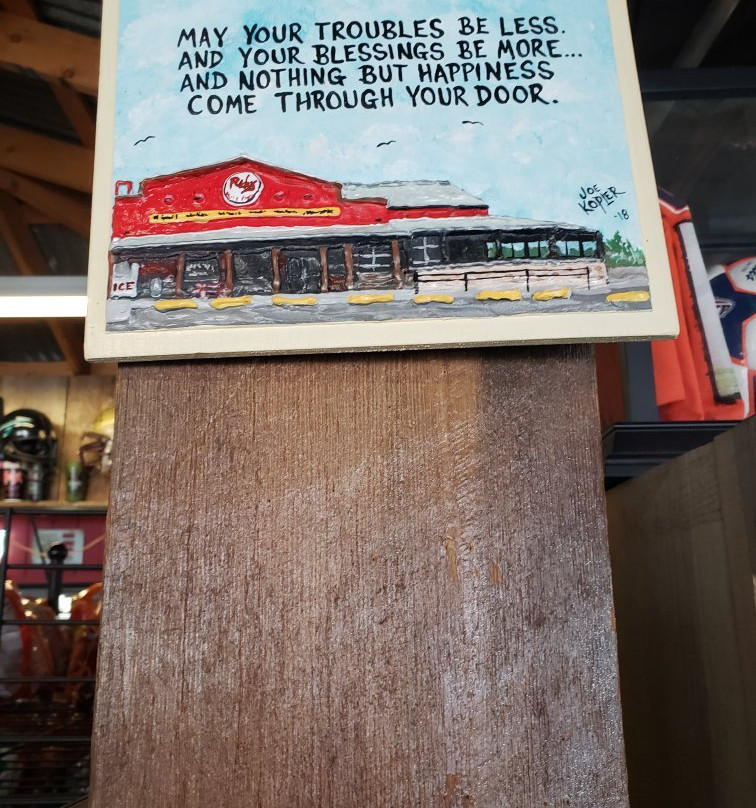 MAY YOUR TROUBLES BE LESS.
AND YOUR BLESSINGS BE MORE...
AND NOTHING BUT HAPPINESS
COME THROUGH YOUR DOOR.
JOE
KOPLER
-18
ICE